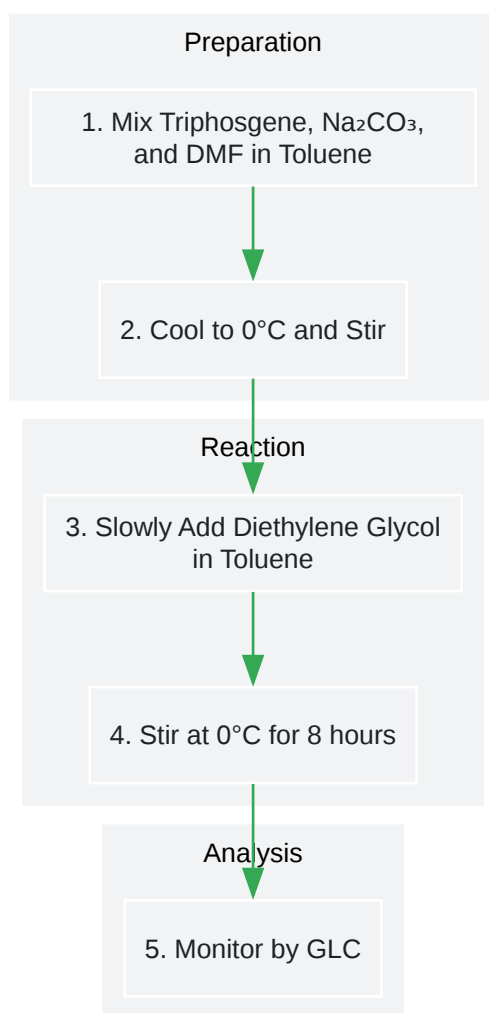 Preparation
1. Mix Triphosgene, Na₂CO₃,
and DMF in Toluene
2. Cool to 0°C and Stir
Reaction
3. Slowly Add Diethylene Glycol
in Toluene
4. Stir at 0°C for 8 hours
Analysis
5. Monitor by GLC